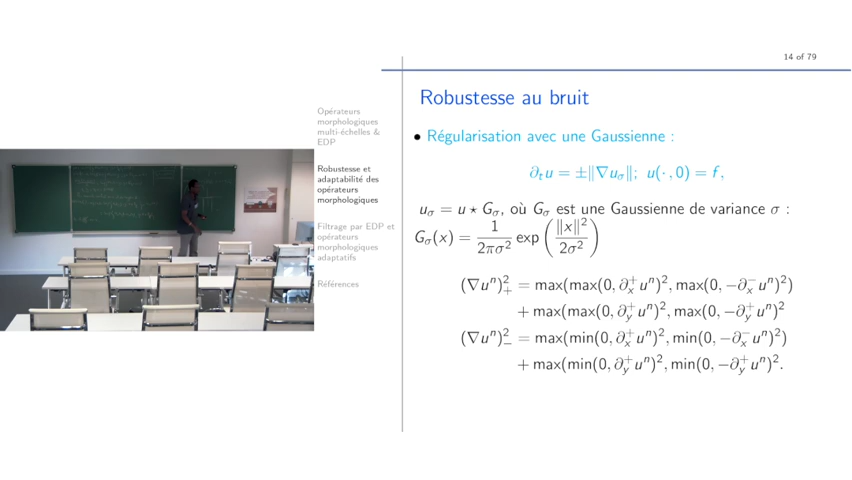 14 of 79
Opérateurs
morphologiques
multi-échelles &
EDP
Robustesse et
adaptabilité des
opérateurs
morphologiques
Filtrage par EDP et
opérateurs
morphologiques
adaptatifs
Références
Robustesse au bruit
• Régularisation avec une Gaussienne :
∂ₜu = ±‖∇u_σ‖; u(·, 0) = f,
u_σ = u ⋆ G_σ, où G_σ est une Gaussienne de variance σ :
G_σ(x) = 1/(2πσ²) exp(‖x‖²/(2σ²))
(∇uⁿ)²₊ = max(max(0, ∂ₓ⁺uⁿ)², max(0, −∂ₓ⁻uⁿ)²)
+ max(max(0, ∂_y⁺uⁿ)², max(0, −∂_y⁺uⁿ)²
(∇uⁿ)²₋ = max(min(0, ∂ₓ⁺uⁿ)², min(0, −∂ₓ⁻uⁿ)²)
+ max(min(0, ∂_y⁺uⁿ)², min(0, −∂_y⁺uⁿ)².